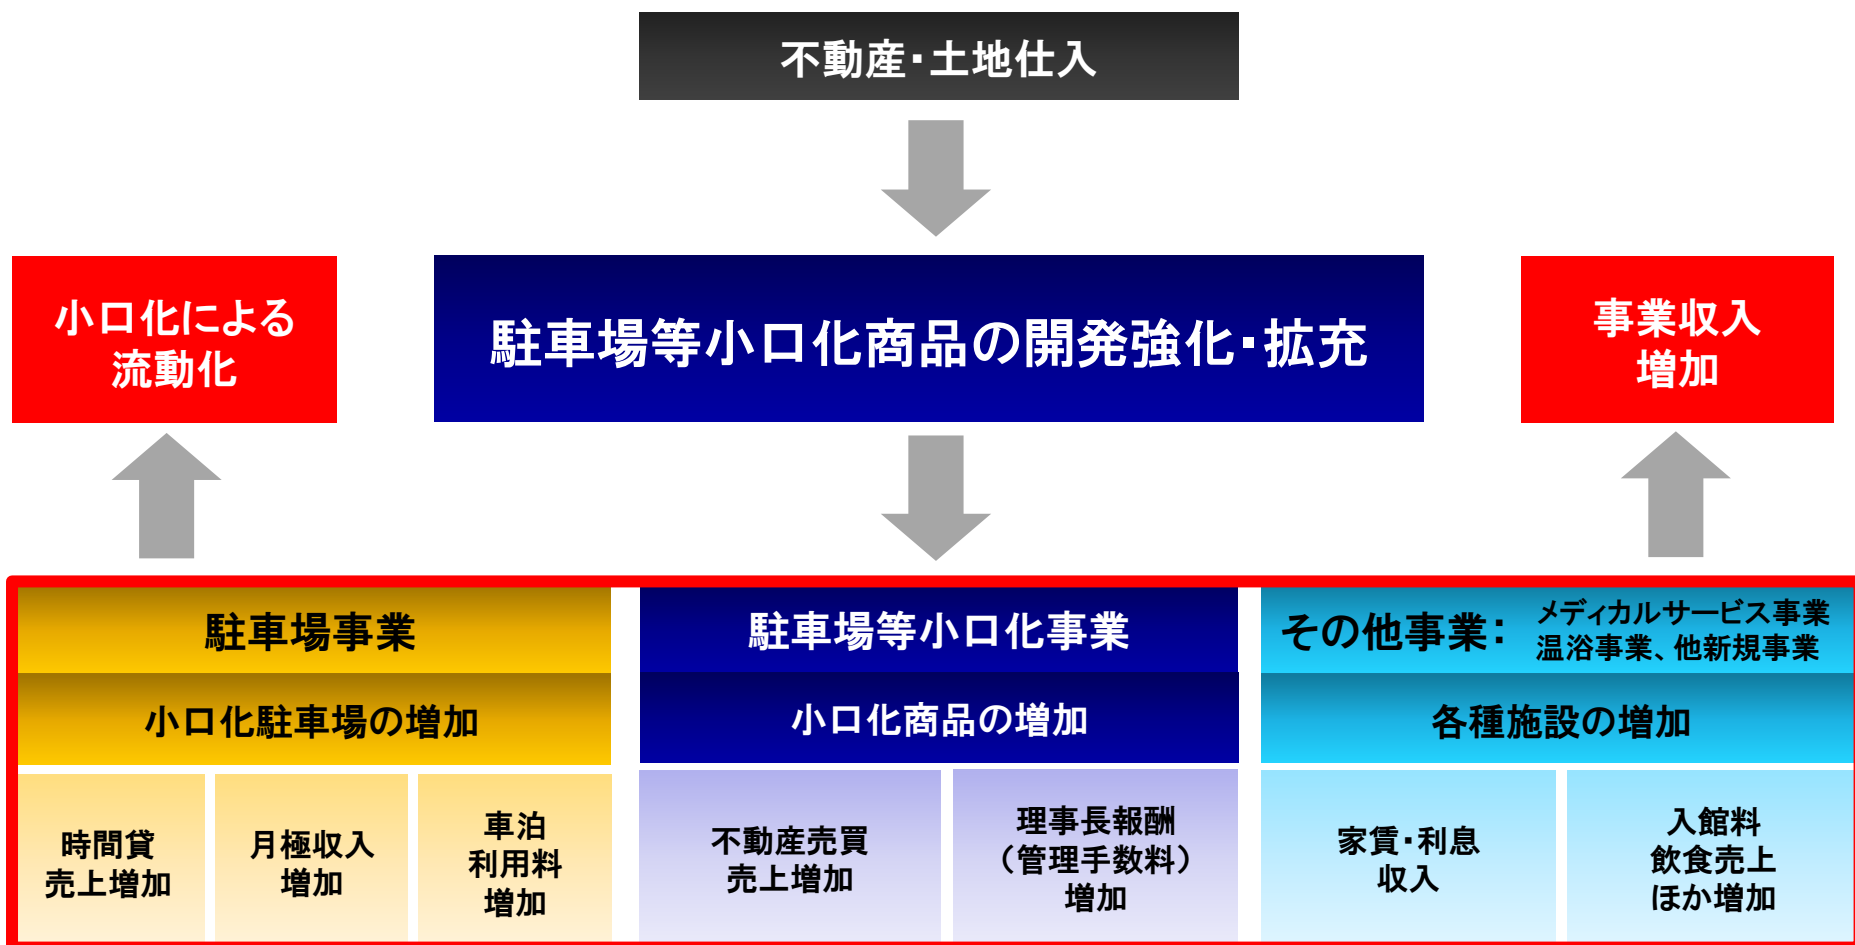 不動産・土地仕入
小口化による
流動化
駐車場等小口化商品の開発強化・拡充
事業収入
増加
駐車場事業
小口化駐車場の増加
時間貸
売上増加
月極収入
増加
車泊
利用料
増加
駐車場等小口化事業
小口化商品の増加
不動産売買
売上増加
理事長報酬
（管理手数料）
増加
その他事業：
メディカルサービス事業
温浴事業、他新規事業
各種施設の増加
家賃・利息
収入
入館料
飲食売上
ほか増加